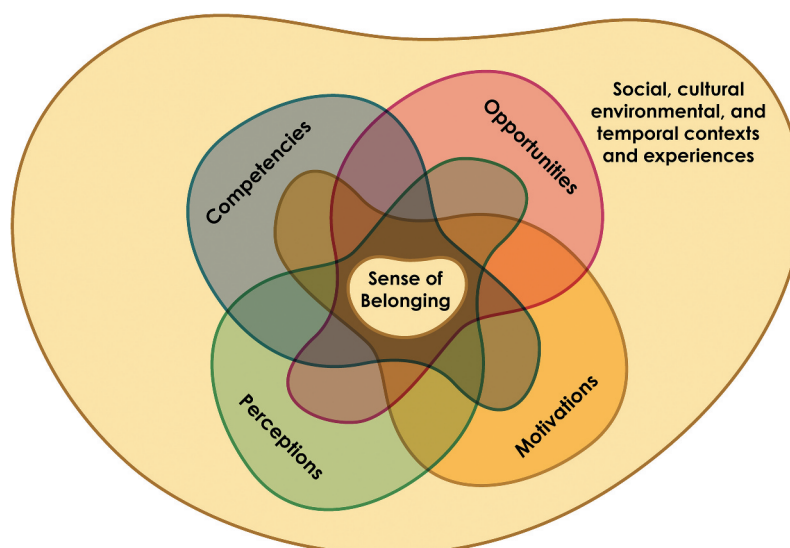 Social, cultural
environmental, and
temporal contexts
and experiences
Competencies
Opportunities
Sense of
Belonging
Perceptions
Motivations